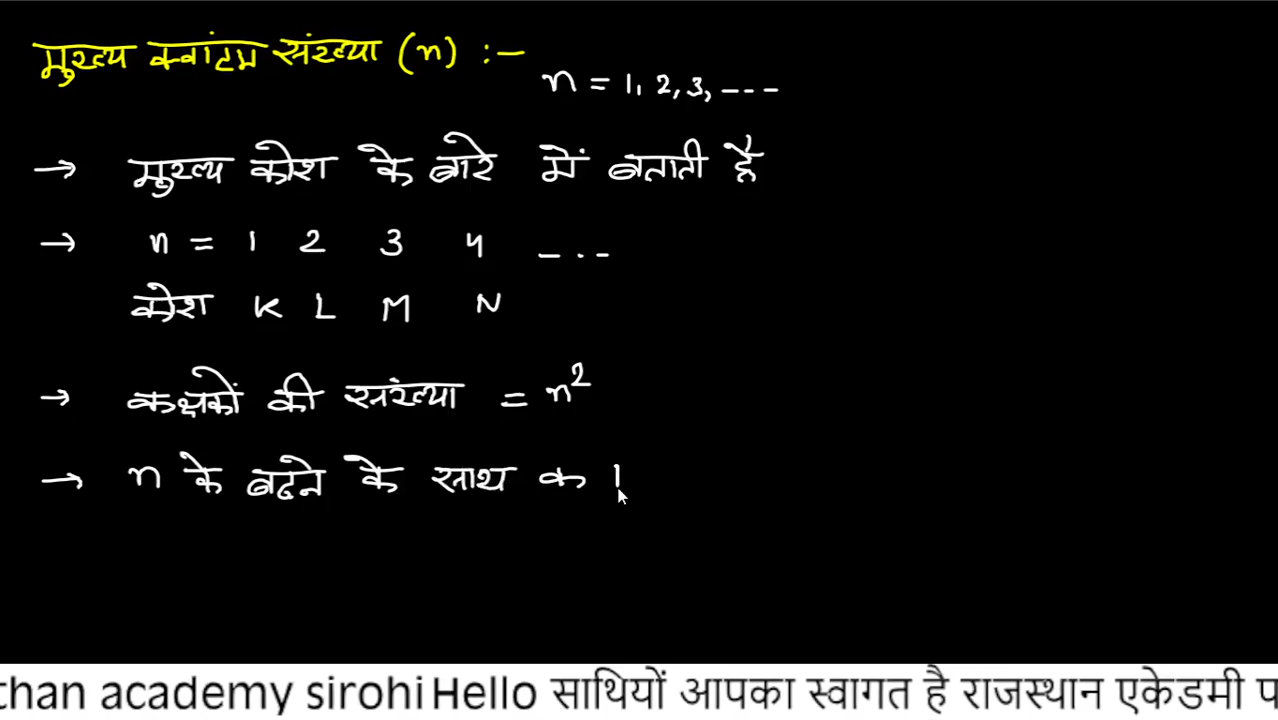 मुख्य क्वांटम संख्या (n) :-
n = 1, 2, 3, ----
→ मुख्य कोश के बारे में बताती है
→ n = 1 2 3 4 -.--
कोश K L M N
→ कक्षकों की संख्या = n²
→ n के बढ़ने के साथ क
than academy sirohi Hello साथियों आपका स्वागत है राजस्थान एकेडमी प